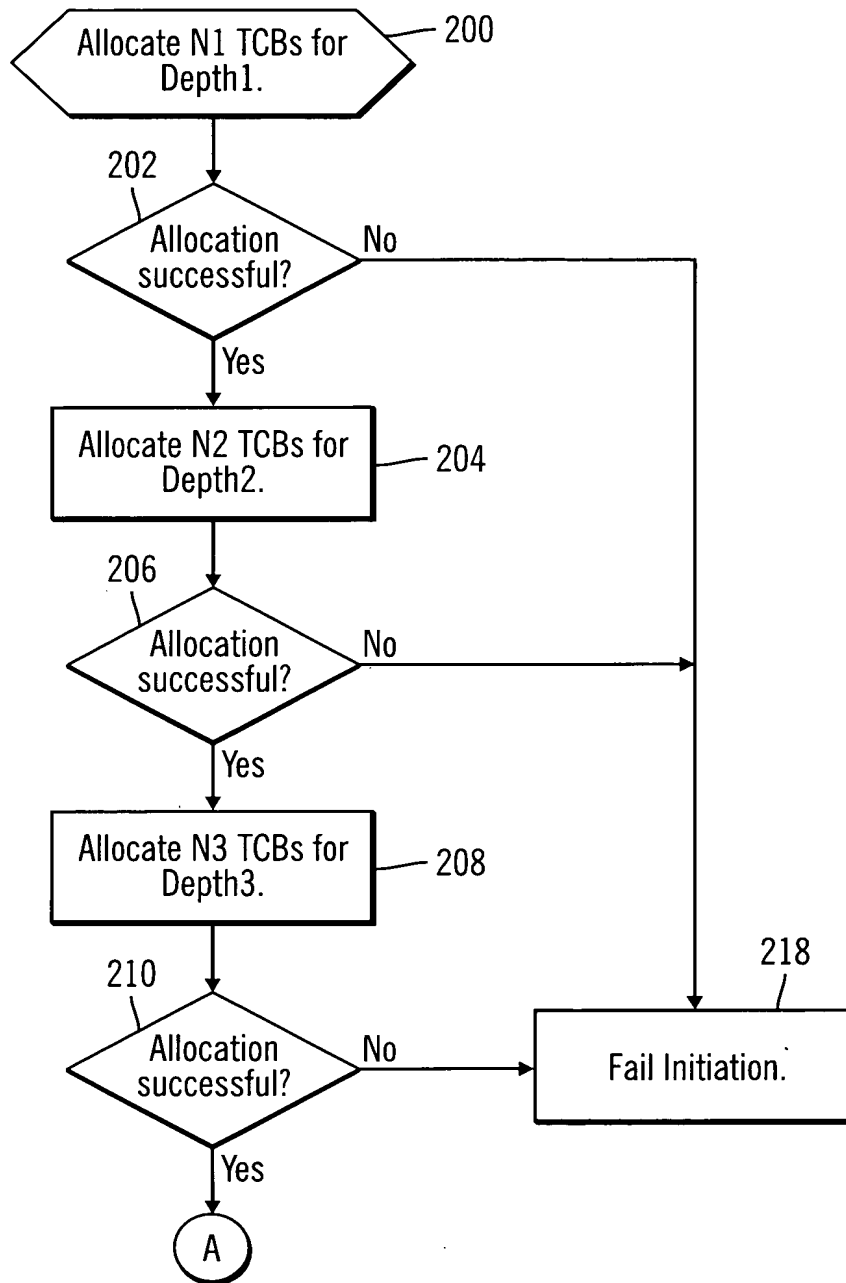 Allocate N1 TCBs for
Depth1.
200
202
Allocation
successful?
No
Yes
Allocate N2 TCBs for
Depth2.
204
206
Allocation
successful?
No
Yes
Allocate N3 TCBs for
Depth3.
208
210
Allocation
successful?
No
218
Fail Initiation.
Yes
A